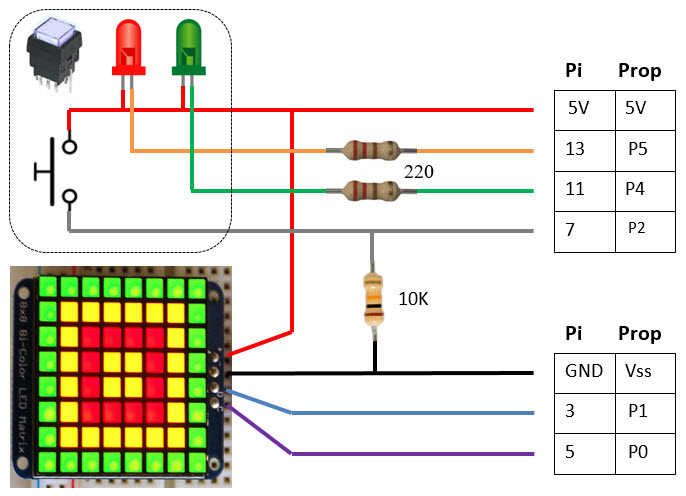 Pi Prop
5V 5V
13 P5
11 P4
7 P2
220
10K
Pi Prop
GND Vss
3 P1
5 P0
8x8 Bi-Color LED Matrix